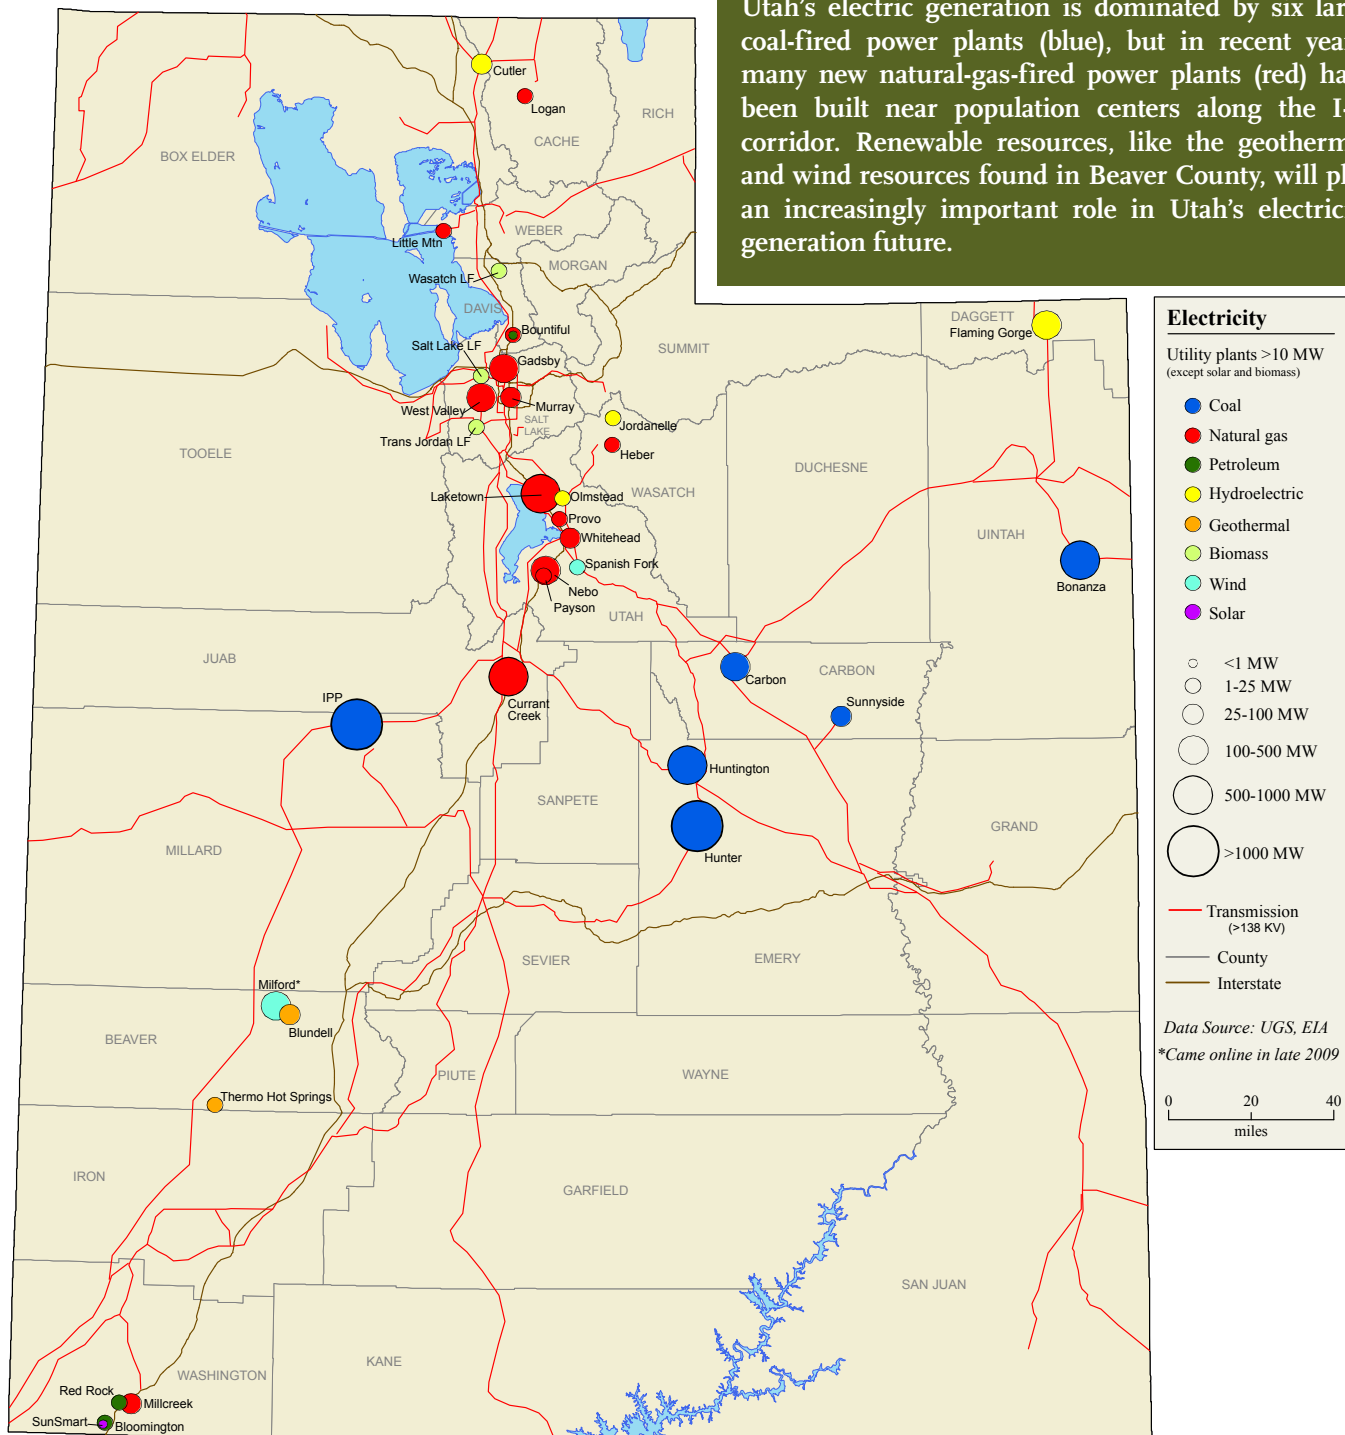 Utah's electric generation is dominated by six
coal-fired power plants (blue), but in recent
many new natural-gas-fired power plants (red)
been built near population centers along the
corridor. Renewable resources, like the
and wind resources found in Beaver County, will
an increasingly important role in Utah's
generation future.
Cutler
Logan
RICH
CACHE
BOX ELDER
Little Mtn
WEBER
MORGAN
Wasatch LF
DAVIS
Bountiful
Salt Lake LF
Gadsby
SUMMIT
DAGGETT
Flaming Gorge
West Valley
Murray
SALT
LAKE
Jordanelle
Trans Jordan LF
Heber
TOOELE
DUCHESNE
Laketown
Olmstead
WASATCH
Provo
Whitehead
UINTAH
Spanish Fork
Nebo
Payson
Bonanza
UTAH
JUAB
Carbon
CARBON
IPP
Currant
Creek
Sunnyside
Huntington
SANPETE
GRAND
MILLARD
Hunter
SEVIER
EMERY
Milford*
Blundell
BEAVER
PIUTE
WAYNE
Thermo Hot Springs
IRON
GARFIELD
SAN JUAN
KANE
WASHINGTON
Red Rock
Millcreek
SunSmart
Bloomington
Electricity
Utility plants >10 MW
(except solar and biomass)
Coal
Natural gas
Petroleum
Hydroelectric
Geothermal
Biomass
Wind
Solar
<1 MW
1-25 MW
25-100 MW
100-500 MW
500-1000 MW
>1000 MW
Transmission
(>138 KV)
County
Interstate
Data Source: UGS, EIA
*Came online in late 2009
0 20 40
miles